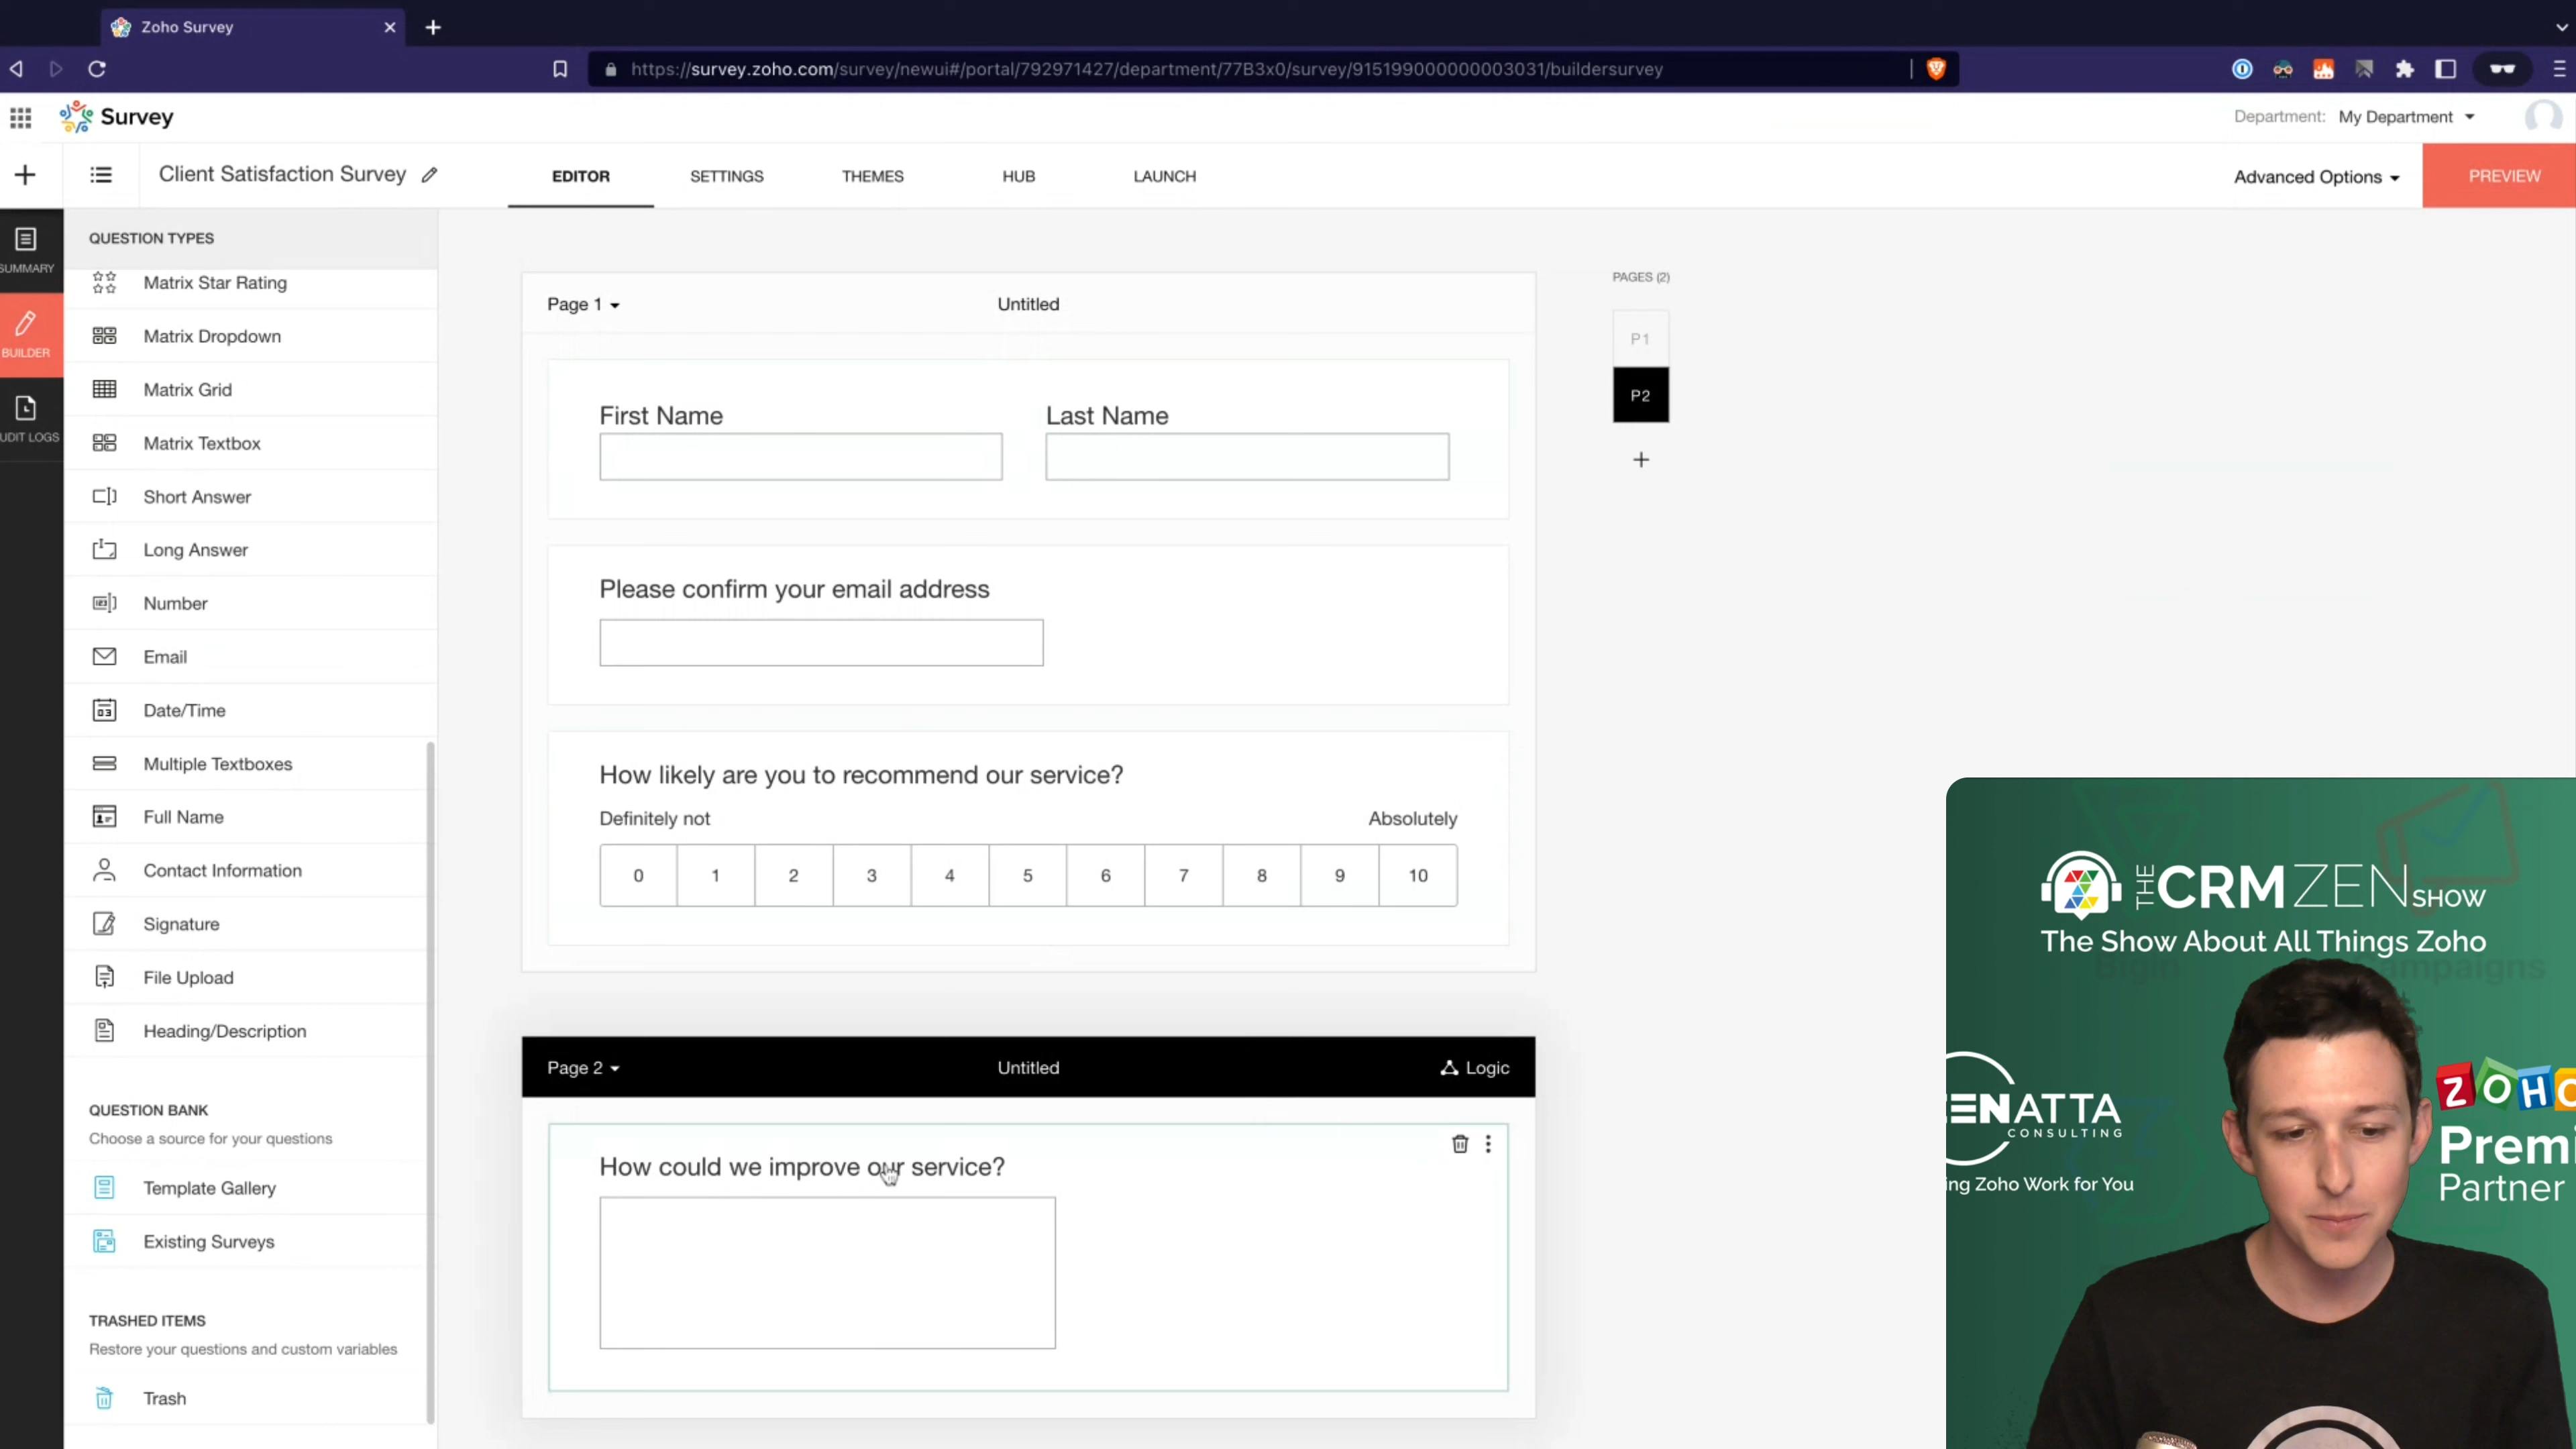 Zoho Survey
https://survey.zoho.com/survey/newui#/portal/792971427/department/77B3x0/survey/915199000000003031/buildersurvey
Survey
Department: My Department
Client Satisfaction Survey
EDITOR SETTINGS THEMES HUB LAUNCH
Advanced Options
PREVIEW
SUMMARY
BUILDER
UDIT LOGS
QUESTION TYPES
Matrix Star Rating
Matrix Dropdown
Matrix Grid
Matrix Textbox
Short Answer
Long Answer
Number
Email
Date/Time
Multiple Textboxes
Full Name
Contact Information
Signature
File Upload
Heading/Description
QUESTION BANK
Choose a source for your questions
Template Gallery
Existing Surveys
TRASHED ITEMS
Restore your questions and custom variables
Trash
Page 1 Untitled
First Name Last Name
Please confirm your email address
How likely are you to recommend our service?
Definitely not Absolutely
0 1 2 3 4 5 6 7 8 9 10
Page 2 Untitled Logic
How could we improve our service?
PAGES (2)
P1
P2
THE CRM ZEN SHOW
The Show About All Things Zoho
Bigin Campaigns
ZENATTA
CONSULTING
ing Zoho Work for You
ZOHO
Premi
Partner